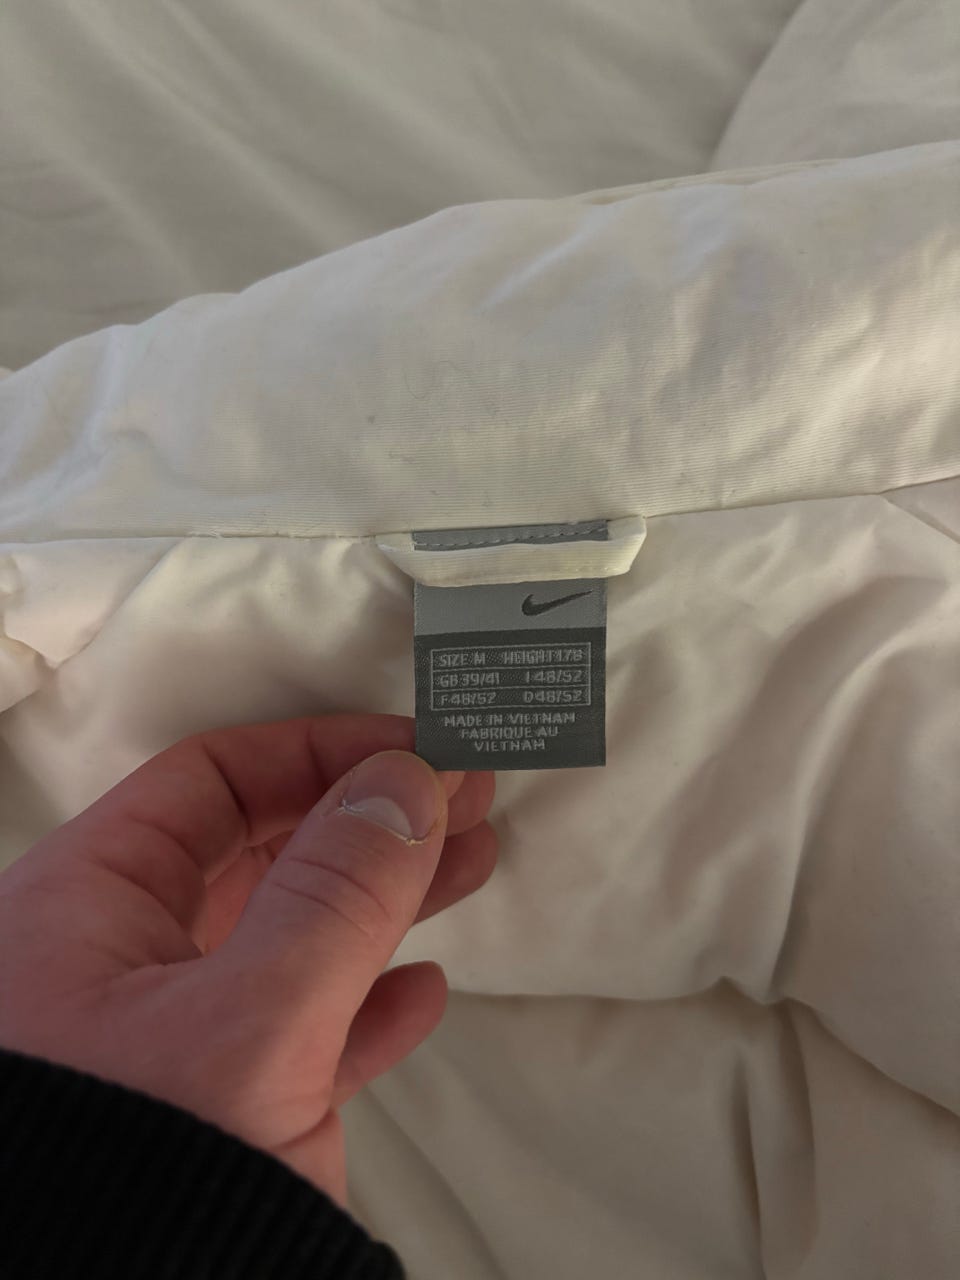 SIZE M HEIGHT 178
GB 39/41 I 48/52
F 48/52 D 48/52
MADE IN VIETNAM
FABRIQUE AU
VIETNAM